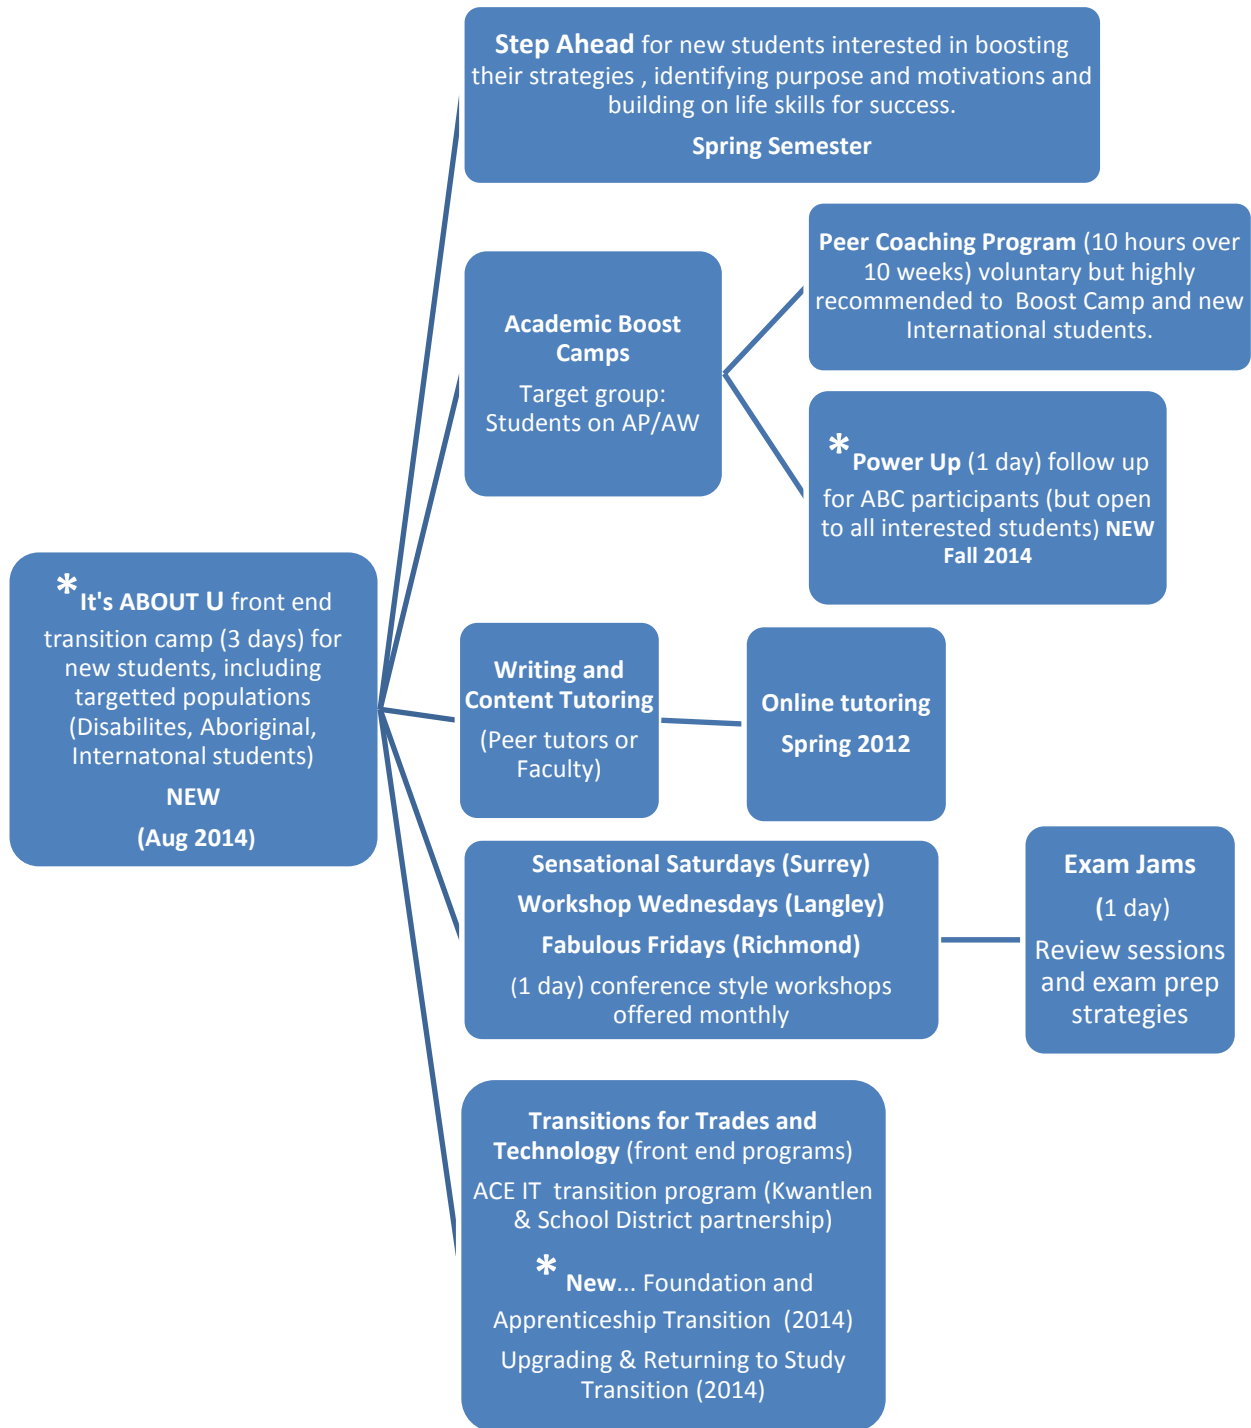 Step Ahead for new students interested in boosting
their strategies , identifying purpose and motivations and
building on life skills for success.
Spring Semester
Peer Coaching Program (10 hours over
10 weeks) voluntary but highly
recommended to Boost Camp and new
International students.
Academic Boost
Camps
Target group:
Students on AP/AW
*Power Up (1 day) follow up
for ABC participants (but open
to all interested students) NEW
Fall 2014
*It's ABOUT U front end
transition camp (3 days) for
new students, including
targetted populations
(Disabilites, Aboriginal,
Internatonal students)
NEW
(Aug 2014)
Writing and
Content Tutoring
(Peer tutors or
Faculty)
Online tutoring
Spring 2012
Sensational Saturdays (Surrey)
Workshop Wednesdays (Langley)
Fabulous Fridays (Richmond)
(1 day) conference style workshops
offered monthly
Exam Jams
(1 day)
Review sessions
and exam prep
strategies
Transitions for Trades and
Technology (front end programs)
ACE IT transition program (Kwantlen
& School District partnership)
* New... Foundation and
Apprenticeship Transition (2014)
Upgrading & Returning to Study
Transition (2014)